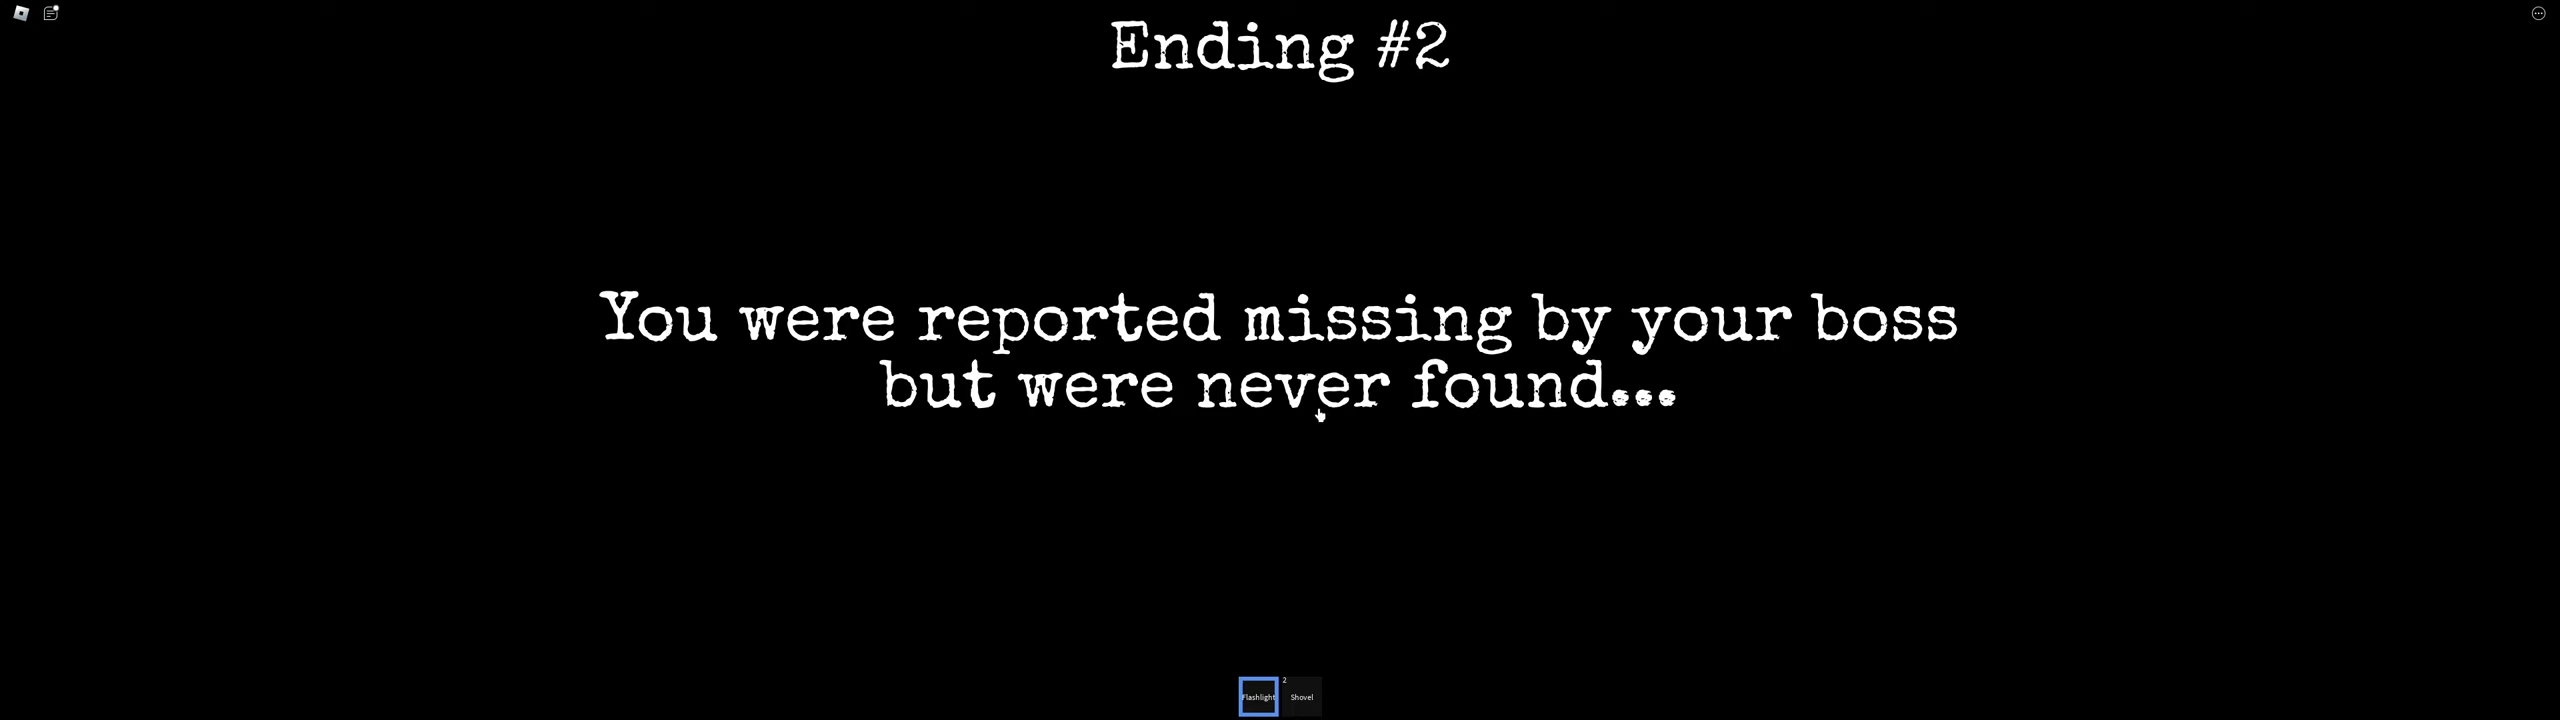 Ending #2
You were reported missing by your boss
but were never found...
2
Flashlight
Shovel